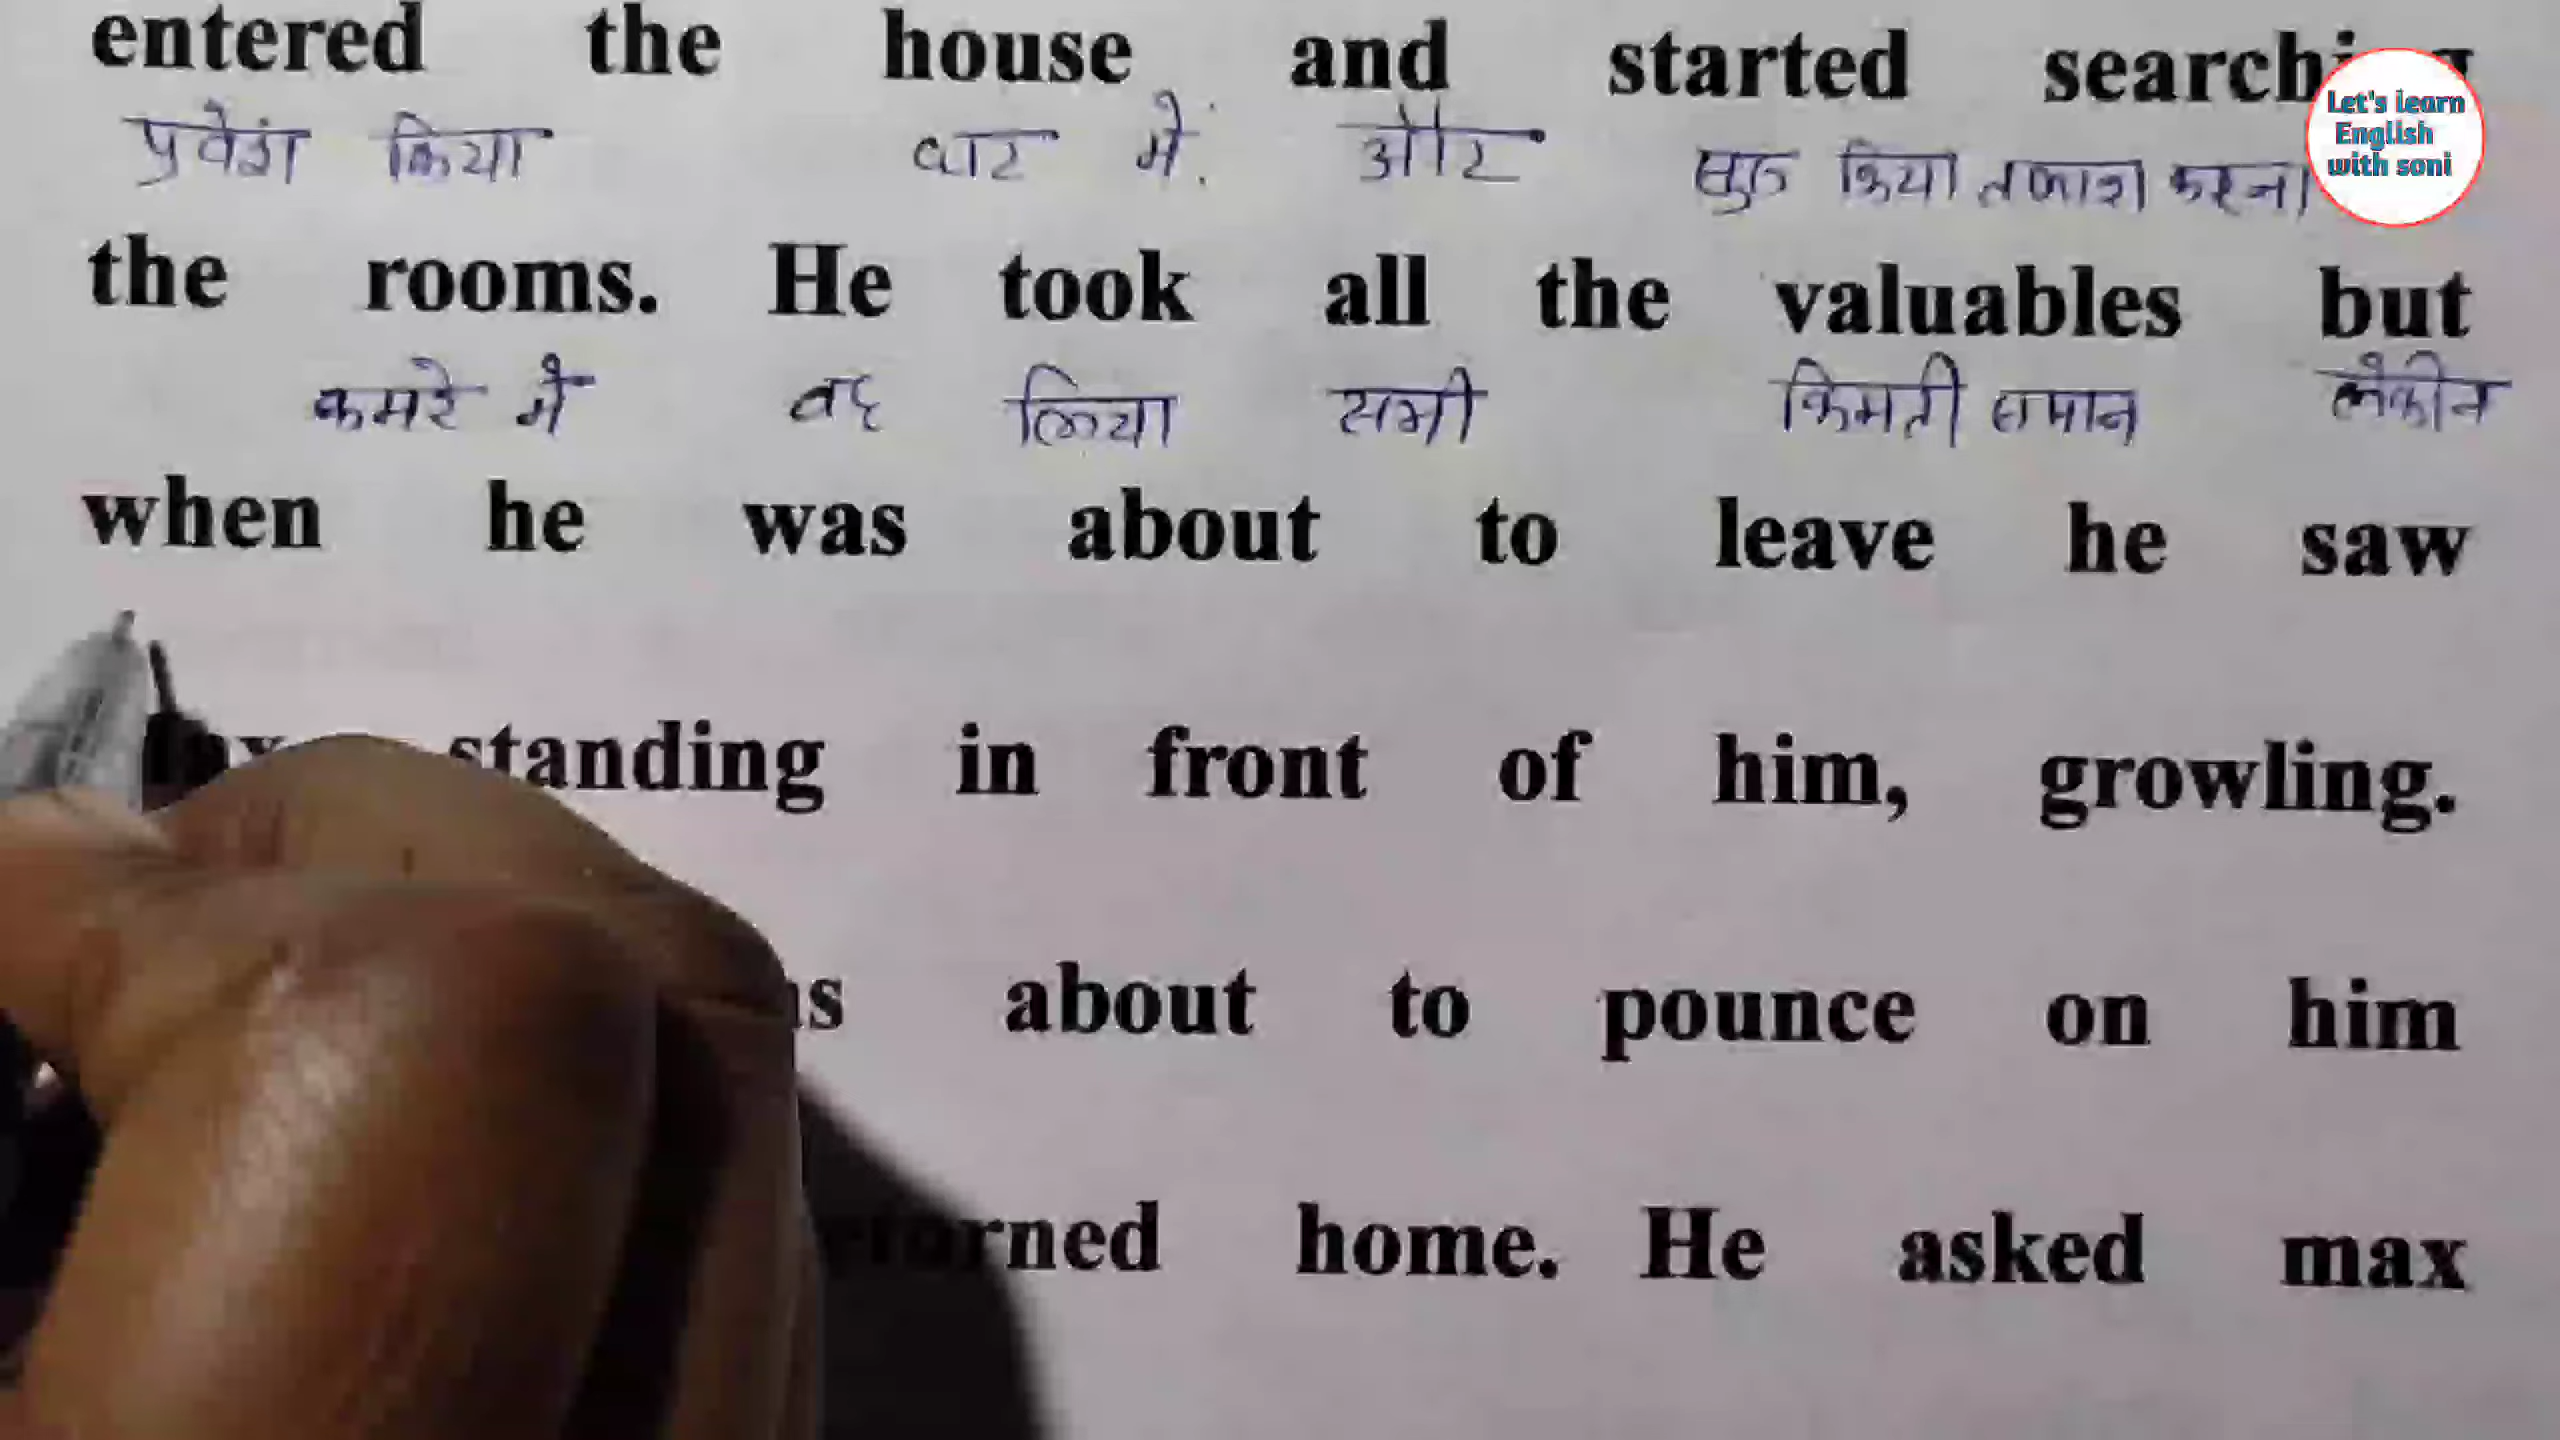 entered the house and started searching
प्रवेश किया घर में और सुरु किया तलाश करना
Let's learn
English
with soni
the rooms. He took all the valuables but
कमरे में वह लिया सभी किमती समान लेकीन
when he was about to leave he saw
standing in front of him, growling.
about to pounce on him
home. He asked max